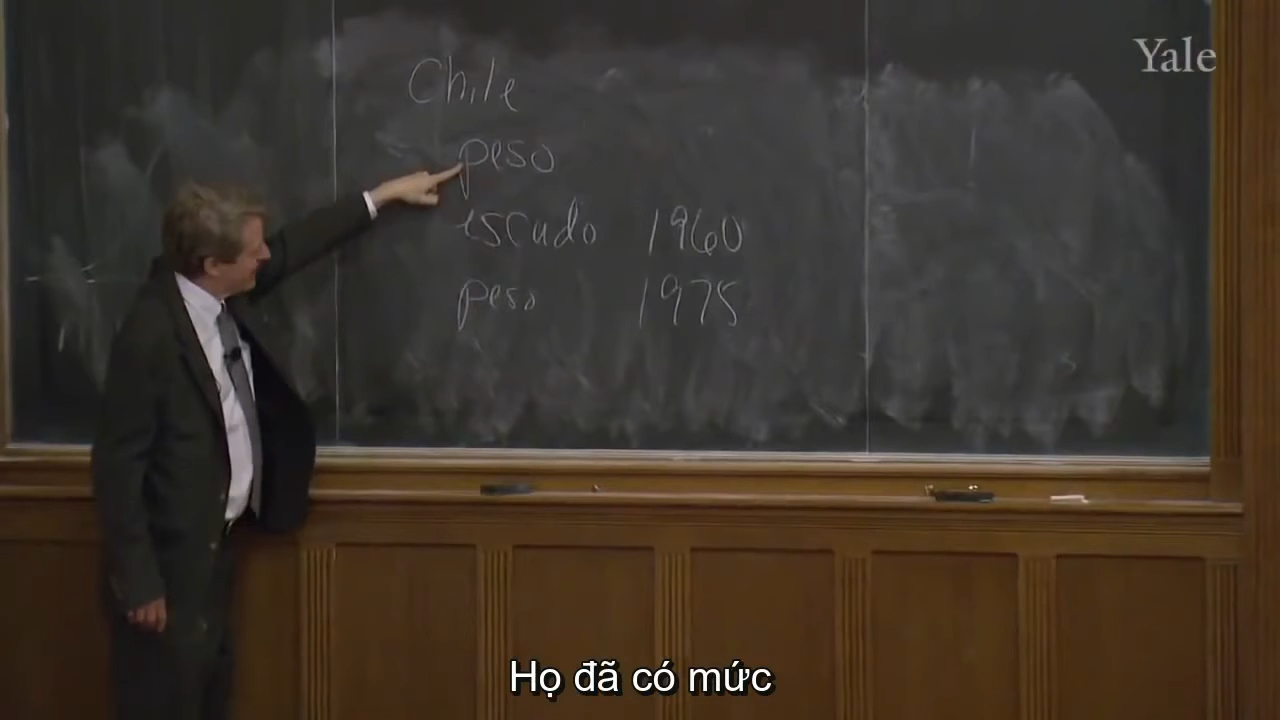 Yale
Chile
peso
escudo 1960
peso 1975
Họ đã có mức